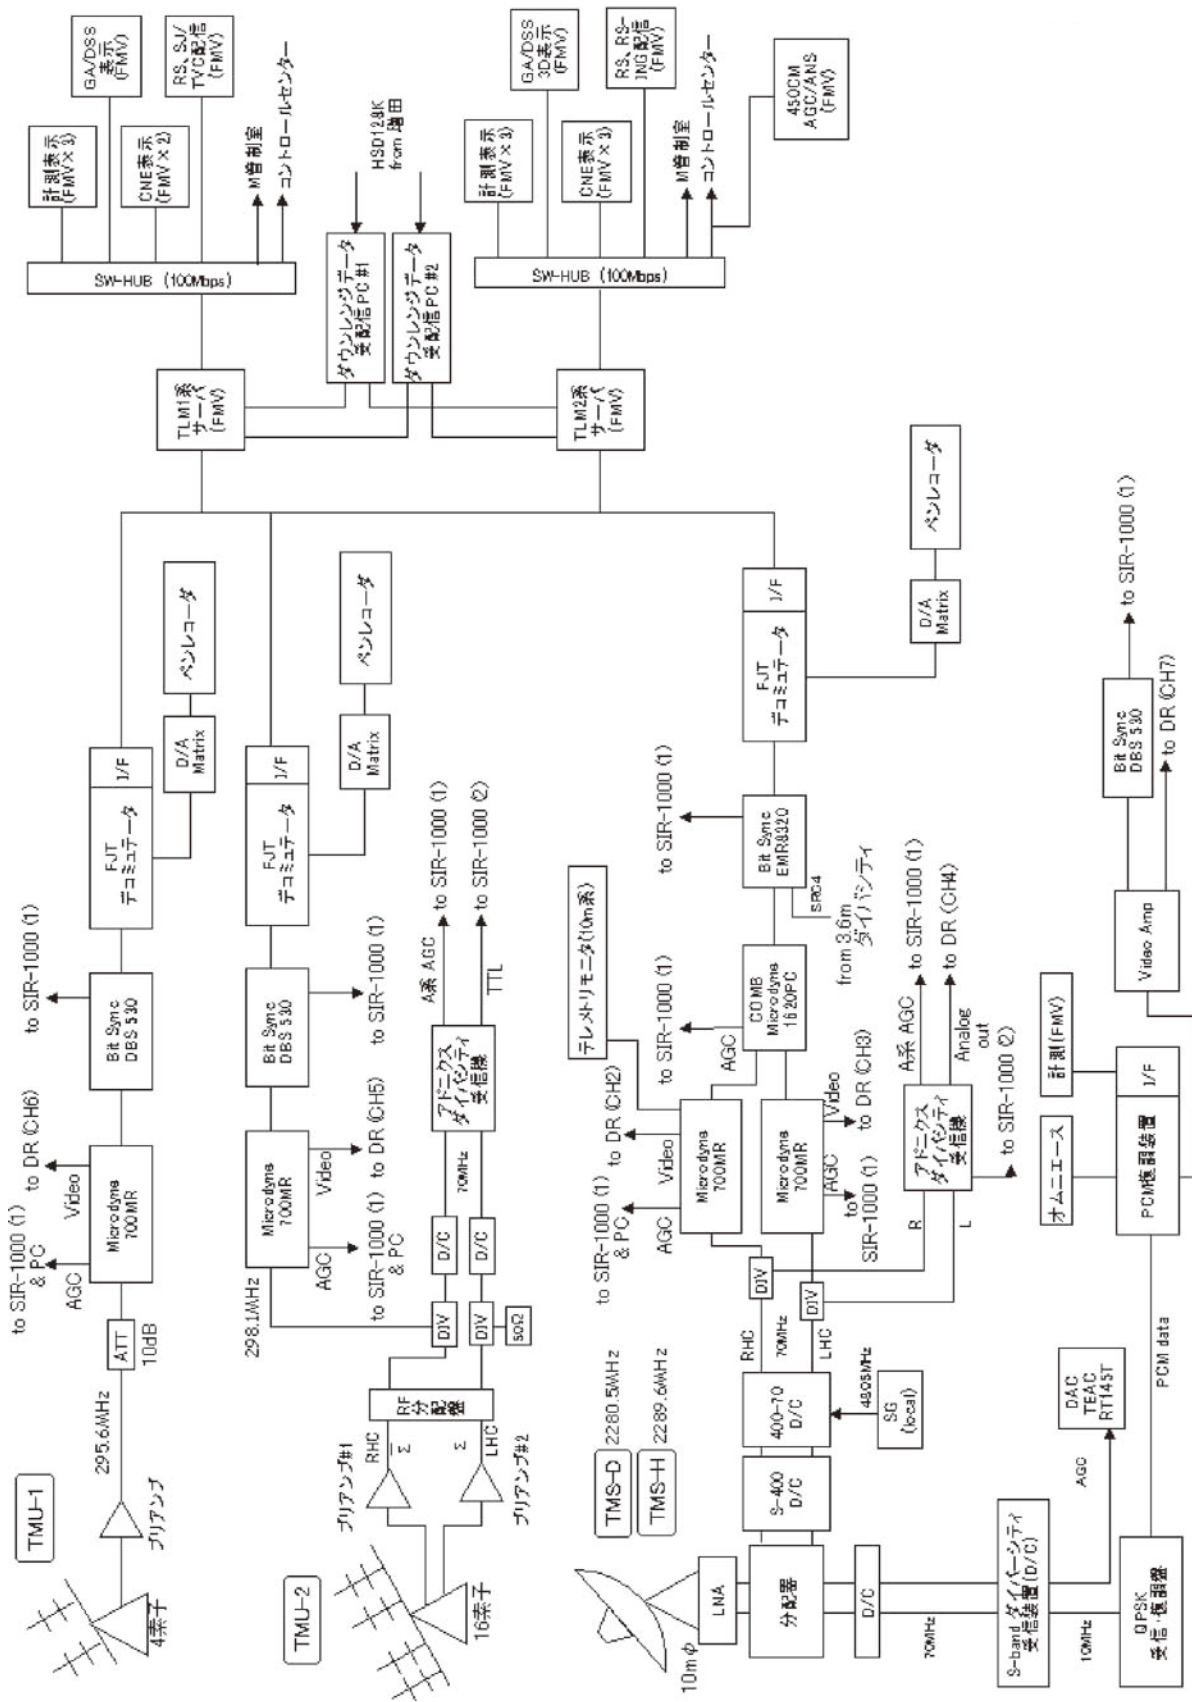 TMU-1
4素子
プリアンプ
295.6MHz
ATT
10dB
to SIR-1000 (1)
& PC
AGC
to DR (CH6)
Video
Microdyne
700MR
to SIR-1000 (1)
Bit Sync
DBS 530
FJT
デコミュテータ
I/F
D/A
Matrix
ペンレコーダ
TLM1系
サーバ
(FMV)
SW-HUB (100Mbps)
計測表示
(FMV×3)
GA/DSS
表示
(FMV)
CNE表示
(FMV×2)
RS、SJ/
TVC配信
(FMV)
M管制室
コントロールセンター
TMU-2
16素子
プリアンプ#1
RHC
Σ
Σ
LHC
プリアンプ#2
RF
分配盤
298.1MHz
DIV
D/C
DIV
D/C
50Ω
70MHz
Microdyne
700MR
AGC
to SIR-1000 (1)
& PC
Video
to DR (CH5)
Bit Sync
DBS 530
to SIR-1000 (1)
FJT
デコミュテータ
I/F
D/A
Matrix
ペンレコーダ
アドニクス
ダイバシティ
受信機
A系 AGC
to SIR-1000 (1)
TTL
to SIR-1000 (2)
ダウンレンジデータ
受配信PC #1
ダウンレンジデータ
受配信PC #2
HSD128K
from 増田
TLM2系
サーバ
(FMV)
SW-HUB (100Mbps)
計測表示
(FMV×3)
GA/DSS
3D表示
(FMV)
CNE表示
(FMV×3)
RS、RS-
ING配信
(FMV)
M管制室
コントロールセンター
450CM
AGC/ANS
(FMV)
TMS-D
2280.5MHz
TMS-H
2289.6MHz
10mφ
LNA
分配器
S-400
D/C
400-70
D/C
4805MHz
SG
(local)
RHC
70MHz
LHC
DIV
DIV
to SIR-1000 (1)
& PC
AGC
to DR (CH2)
Video
Microdyne
700MR
テレメトリモニタ(10m系)
Microdyne
700MR
AGC
to
SIR-1000 (1)
Video
to DR (CH3)
AGC
to SIR-1000 (1)
COMB
Microdyne
1620PC
Bit Sync
EMR8320
to SIR-1000 (1)
SRC4
from 3.6m
ダイバシティ
FJT
デコミュテータ
I/F
D/A
Matrix
ペンレコーダ
R
L
アドニクス
ダイバシティ
受信機
A系 AGC
to SIR-1000 (1)
Analog
out
to DR (CH4)
to SIR-1000 (2)
D/C
70MHz
S-band ダイバーシティ
受信装置(D/C)
AGC
DAC
TEAC
RT145T
10MHz
QPSK
受信・復調盤
PCM data
PCM復調装置
I/F
オムニエース
計測(FMV)
Video Amp
Bit Sync
DBS 530
to SIR-1000 (1)
to DR (CH7)